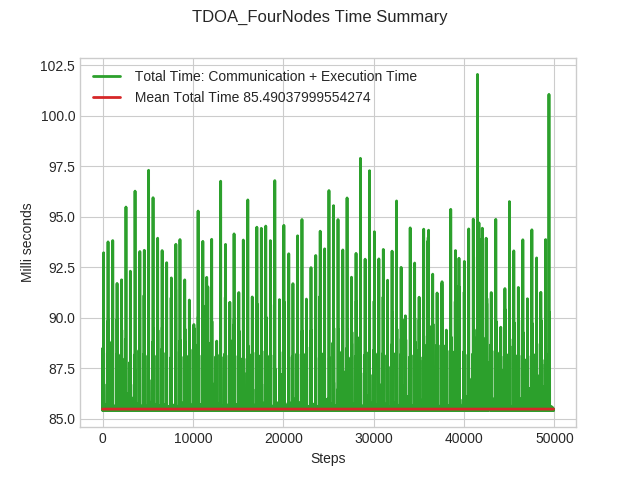 TDOA_FourNodes Time Summary
Total Time: Communication + Execution Time
Mean Total Time 85.49037999554274
Milli seconds
102.5
100.0
97.5
95.0
92.5
90.0
87.5
85.0
0 10000 20000 30000 40000 50000
Steps